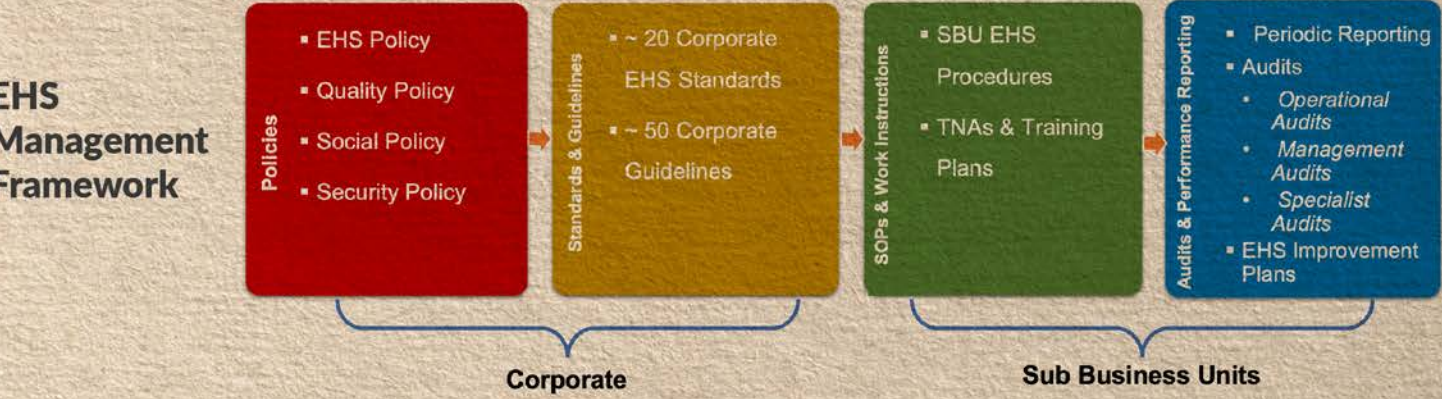 EHS
Management
Framework
Policies
▪ EHS Policy
▪ Quality Policy
▪ Social Policy
▪ Security Policy
Standards & Guidelines
▪ ~ 20 Corporate
EHS Standards
▪ ~ 50 Corporate
Guidelines
SOPs & Work Instructions
▪ SBU EHS
Procedures
▪ TNAs & Training
Plans
Audits & Performance Reporting
▪ Periodic Reporting
▪ Audits
• Operational
Audits
• Management
Audits
• Specialist
Audits
▪ EHS Improvement
Plans
Corporate
Sub Business Units